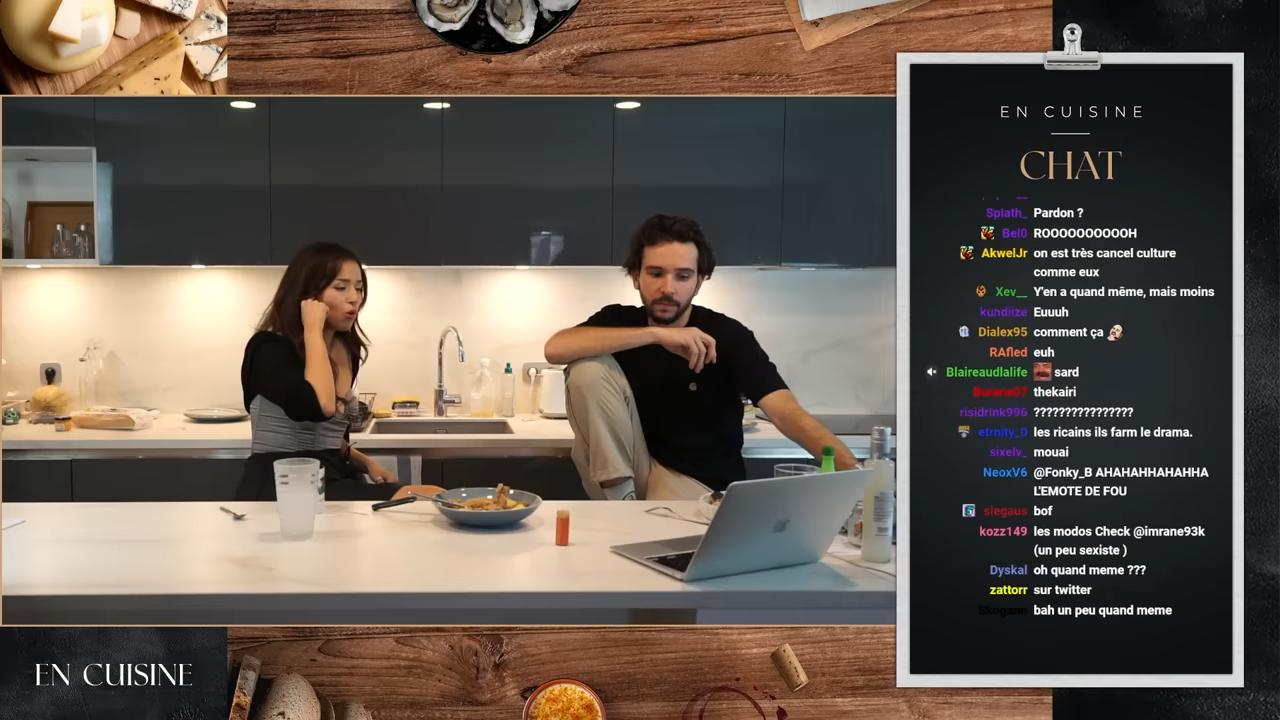 EN CUISINE
CHAT
Splath_ Pardon ?
Bel0 ROOOOOOOOOOH
AkwelJr on est très cancel culture
comme eux
Xev__ Y'en a quand même, mais moins
kundiize Euuuh
Dialex95 comment ça
RAfled euh
Blaireaudlalife sard
Burane07 thekairi
risidrink996 ????????????????
etrnity_0 les ricains ils farm le drama.
sixelv_ mouai
NeoxV6 @Fonky_B AHAHAHHAHAHHA
L'EMOTE DE FOU
siegaus bof
kozz149 les modos Check @imrane93k
(un peu sexiste )
Dyskal oh quand meme ???
zattorr sur twitter
Skogann bah un peu quand meme
EN CUISINE